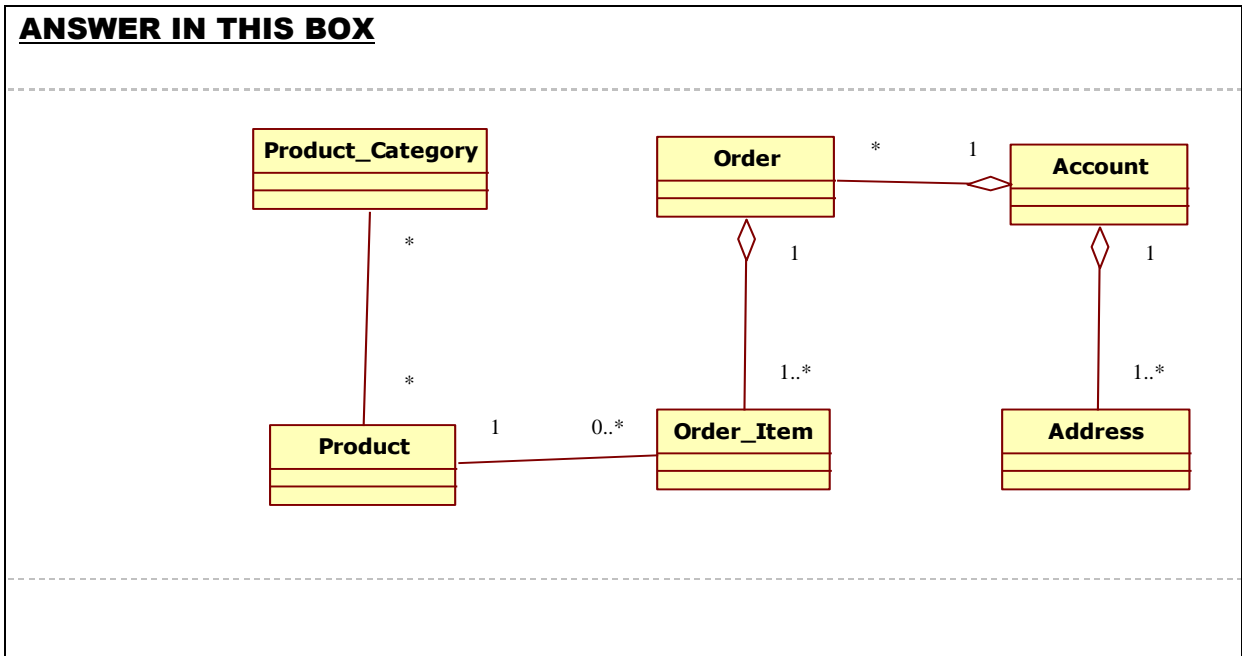 ANSWER IN THIS BOX
Product_Category
Order
* 1
Account
*
1
1
*
1..*
1..*
Product
1 0..*
Order_Item
Address